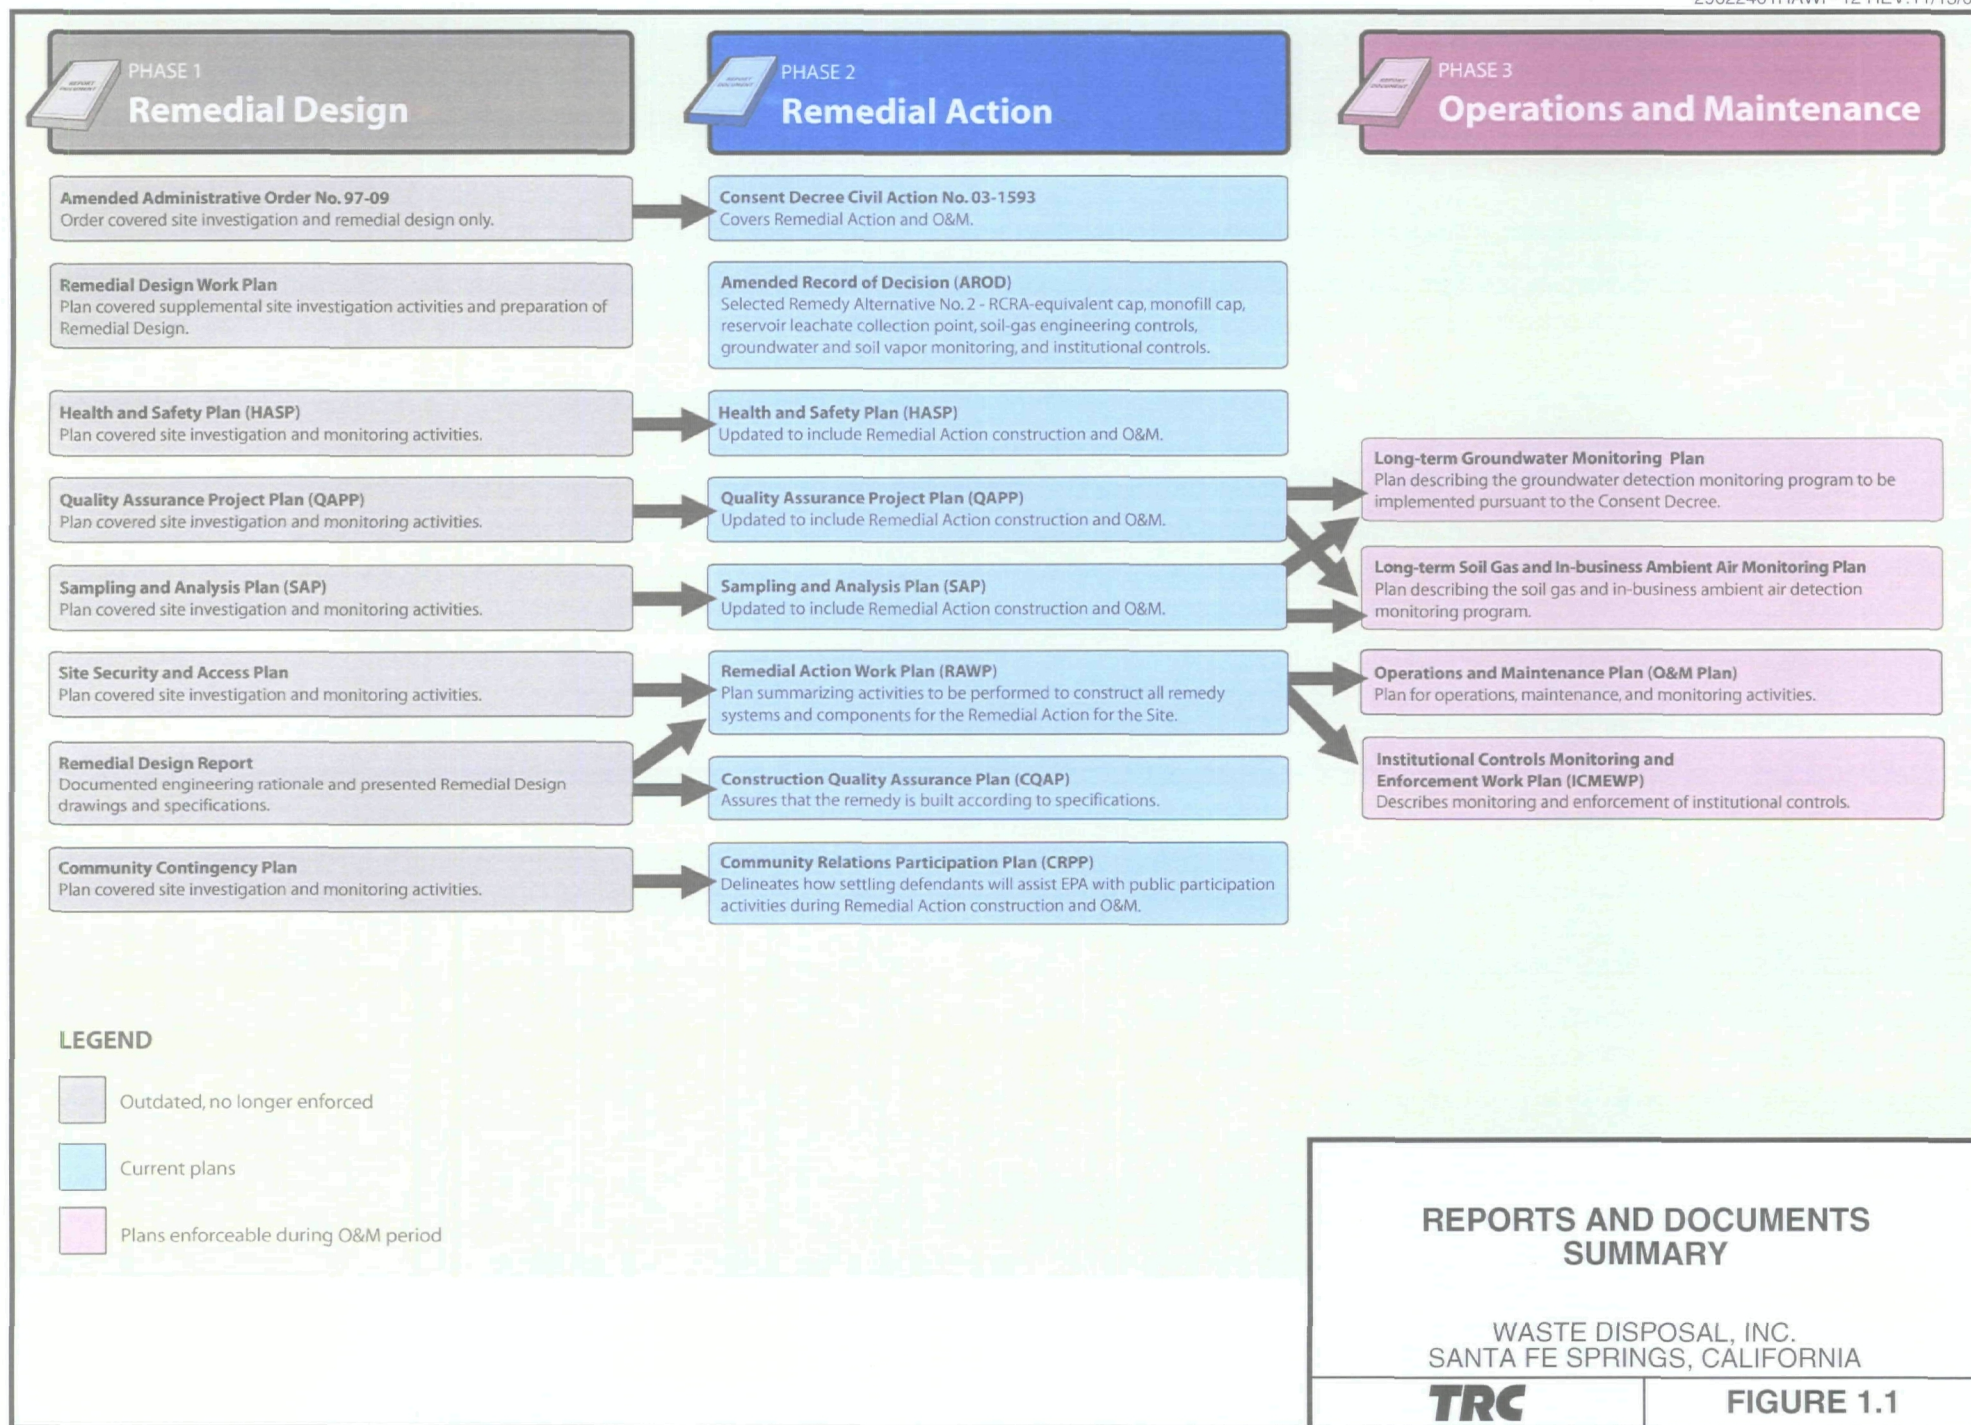 PHASE 1
Remedial Design
Amended Administrative Order No. 97-09
Order covered site investigation and remedial design only.
Remedial Design Work Plan
Plan covered supplemental site investigation activities and preparation of
Remedial Design.
Health and Safety Plan (HASP)
Plan covered site investigation and monitoring activities.
Quality Assurance Project Plan (QAPP)
Plan covered site investigation and monitoring activities.
Sampling and Analysis Plan (SAP)
Plan covered site investigation and monitoring activities.
Site Security and Access Plan
Plan covered site investigation and monitoring activities.
Remedial Design Report
Documented engineering rationale and presented Remedial Design
drawings and specifications.
Community Contingency Plan
Plan covered site investigation and monitoring activities.
PHASE 2
Remedial Action
Consent Decree Civil Action No. 03-1593
Covers Remedial Action and O&M.
Amended Record of Decision (AROD)
Selected Remedy Alternative No. 2 - RCRA-equivalent cap, monofill cap,
reservoir leachate collection point, soil-gas engineering controls,
groundwater and soil vapor monitoring, and institutional controls.
Health and Safety Plan (HASP)
Updated to include Remedial Action construction and O&M.
Quality Assurance Project Plan (QAPP)
Updated to include Remedial Action construction and O&M.
Sampling and Analysis Plan (SAP)
Updated to include Remedial Action construction and O&M.
Remedial Action Work Plan (RAWP)
Plan summarizing activities to be performed to construct all remedy
systems and components for the Remedial Action for the Site.
Construction Quality Assurance Plan (CQAP)
Assures that the remedy is built according to specifications.
Community Relations Participation Plan (CRPP)
Delineates how settling defendants will assist EPA with public participation
activities during Remedial Action construction and O&M.
PHASE 3
Operations and Maintenance
Long-term Groundwater Monitoring Plan
Plan describing the groundwater detection monitoring program to be
implemented pursuant to the Consent Decree.
Long-term Soil Gas and In-business Ambient Air Monitoring Plan
Plan describing the soil gas and in-business ambient air detection
monitoring program.
Operations and Maintenance Plan (O&M Plan)
Plan for operations, maintenance, and monitoring activities.
Institutional Controls Monitoring and
Enforcement Work Plan (ICMEWP)
Describes monitoring and enforcement of institutional controls.
LEGEND
Outdated, no longer enforced
Current plans
Plans enforceable during O&M period
REPORTS AND DOCUMENTS
SUMMARY
WASTE DISPOSAL, INC.
SANTA FE SPRINGS, CALIFORNIA
TRC
FIGURE 1.1